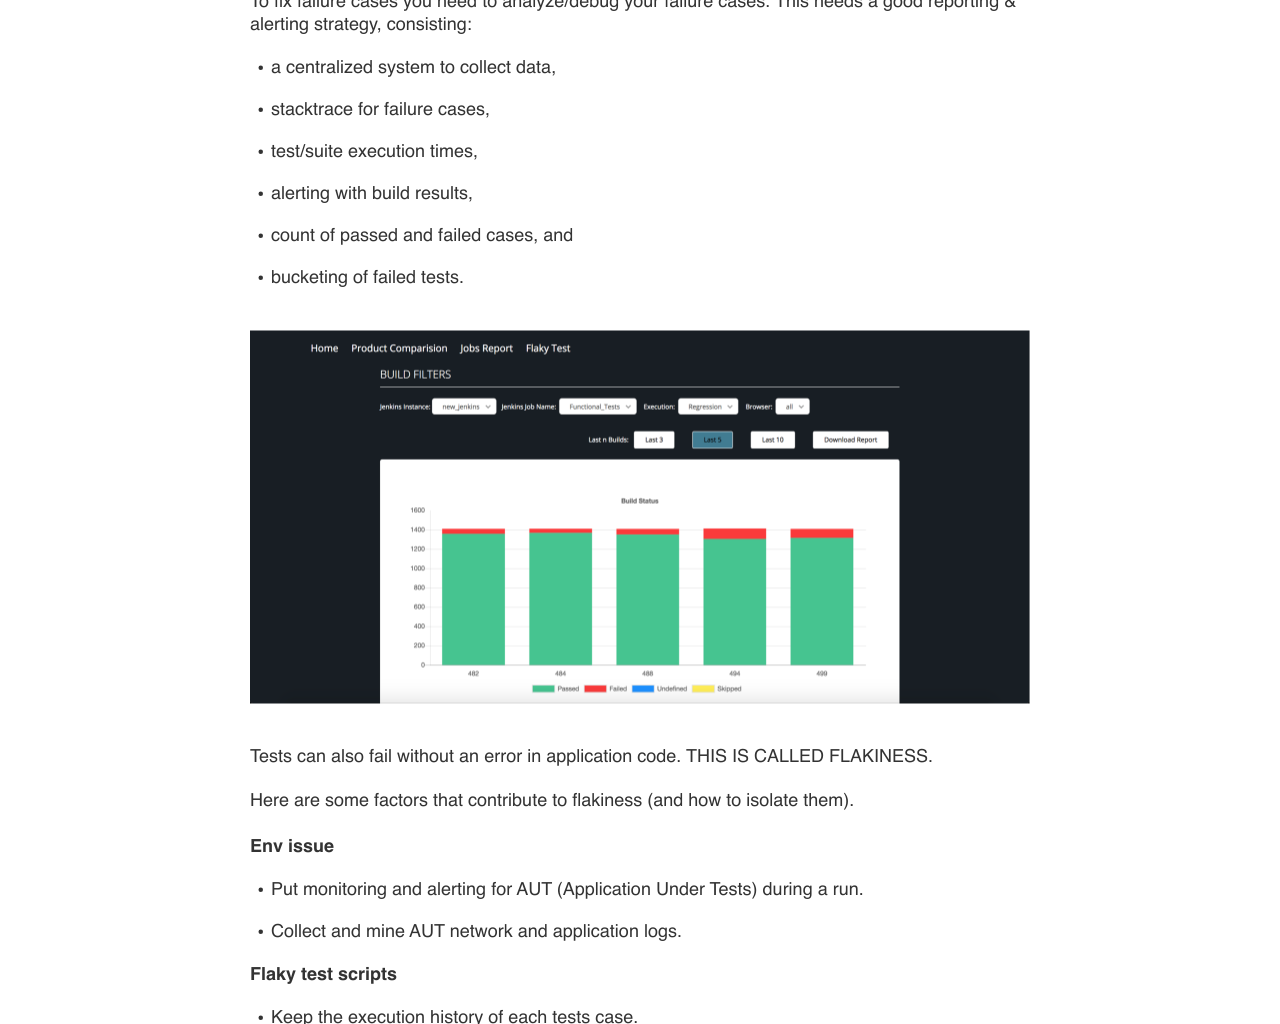 To fix failure cases you need to analyze/debug your failure cases. This needs a good reporting &
alerting strategy, consisting:
• a centralized system to collect data,
• stacktrace for failure cases,
• test/suite execution times,
• alerting with build results,
• count of passed and failed cases, and
• bucketing of failed tests.
Home Product Comparision Jobs Report Flaky Test
BUILD FILTERS
Jenkins Instance: new_jenkins Jenkins Job Name: Functional_Tests Execution: Regression Browser: all
Last n Builds: Last 3 Last 5 Last 10 Download Report
Build Status
1600
1400
1200
1000
800
600
400
200
0
482 484 488 494 499
Passed Failed Undefined Skipped
Tests can also fail without an error in application code. THIS IS CALLED FLAKINESS.
Here are some factors that contribute to flakiness (and how to isolate them).
Env issue
• Put monitoring and alerting for AUT (Application Under Tests) during a run.
• Collect and mine AUT network and application logs.
Flaky test scripts
• Keep the execution history of each tests case.